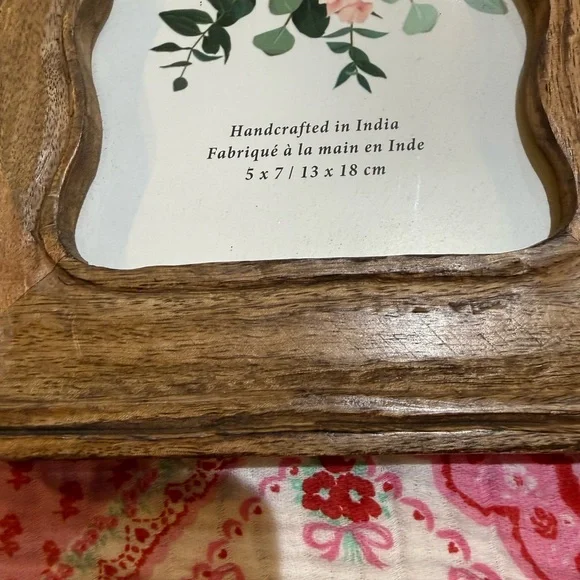 Handcrafted in India
Fabriqué à la main en Inde
5 x 7 / 13 x 18 cm